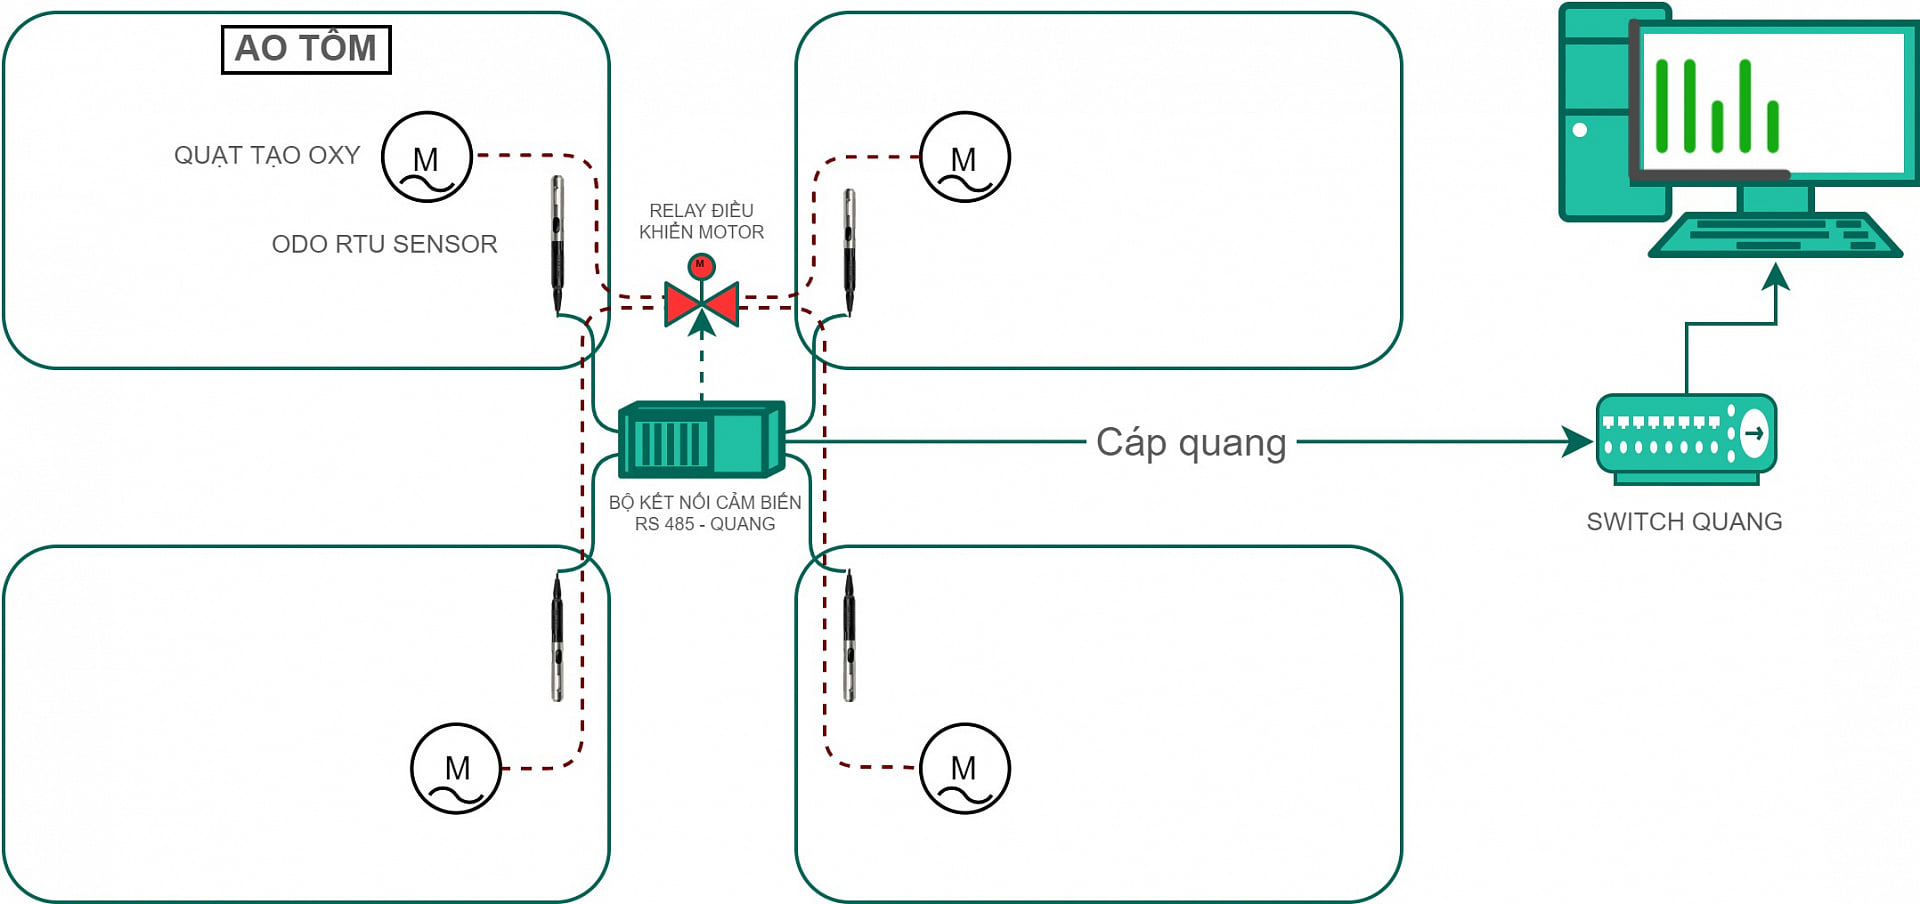 AO TÔM
QUẠT TẠO OXY
M
M
ODO RTU SENSOR
RELAY ĐIỀU
KHIỂN MOTOR
M
Cáp quang
BỘ KẾT NỐI CẢM BIẾN
RS 485 - QUANG
SWITCH QUANG
M
M